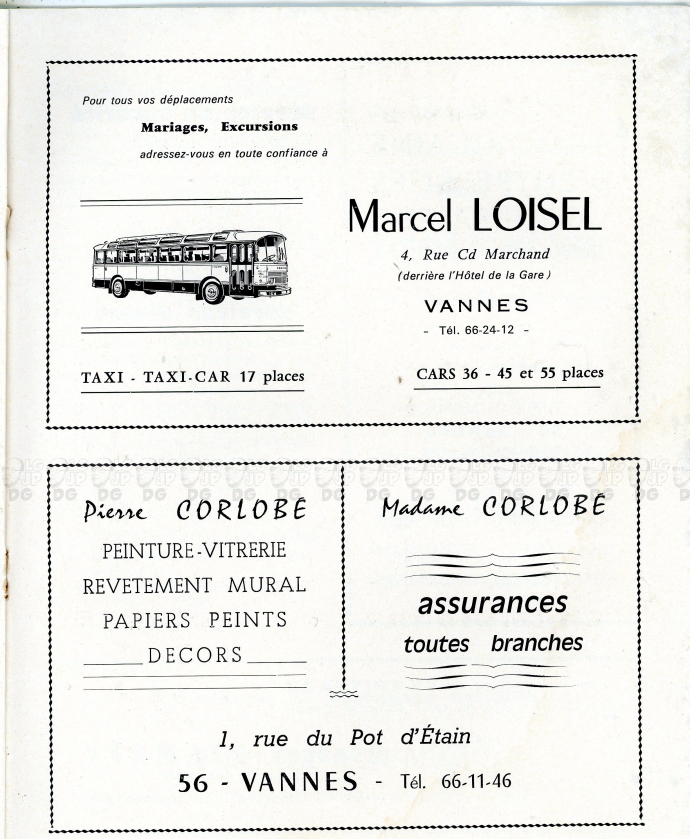 Pour tous vos déplacements
Mariages, Excursions
adressez-vous en toute confiance à
Marcel LOISEL
4, Rue Cd Marchand
(derrière l'Hôtel de la Gare)
VANNES
- Tél. 66-24-12 -
TAXI - TAXI-CAR 17 places
CARS 36 - 45 et 55 places
Pierre CORLOBÉ
PEINTURE-VITRERIE
REVETEMENT MURAL
PAPIERS PEINTS
DECORS
Madame CORLOBÉ
assurances
toutes branches
1, rue du Pot d'Étain
56 - VANNES - Tél. 66-11-46